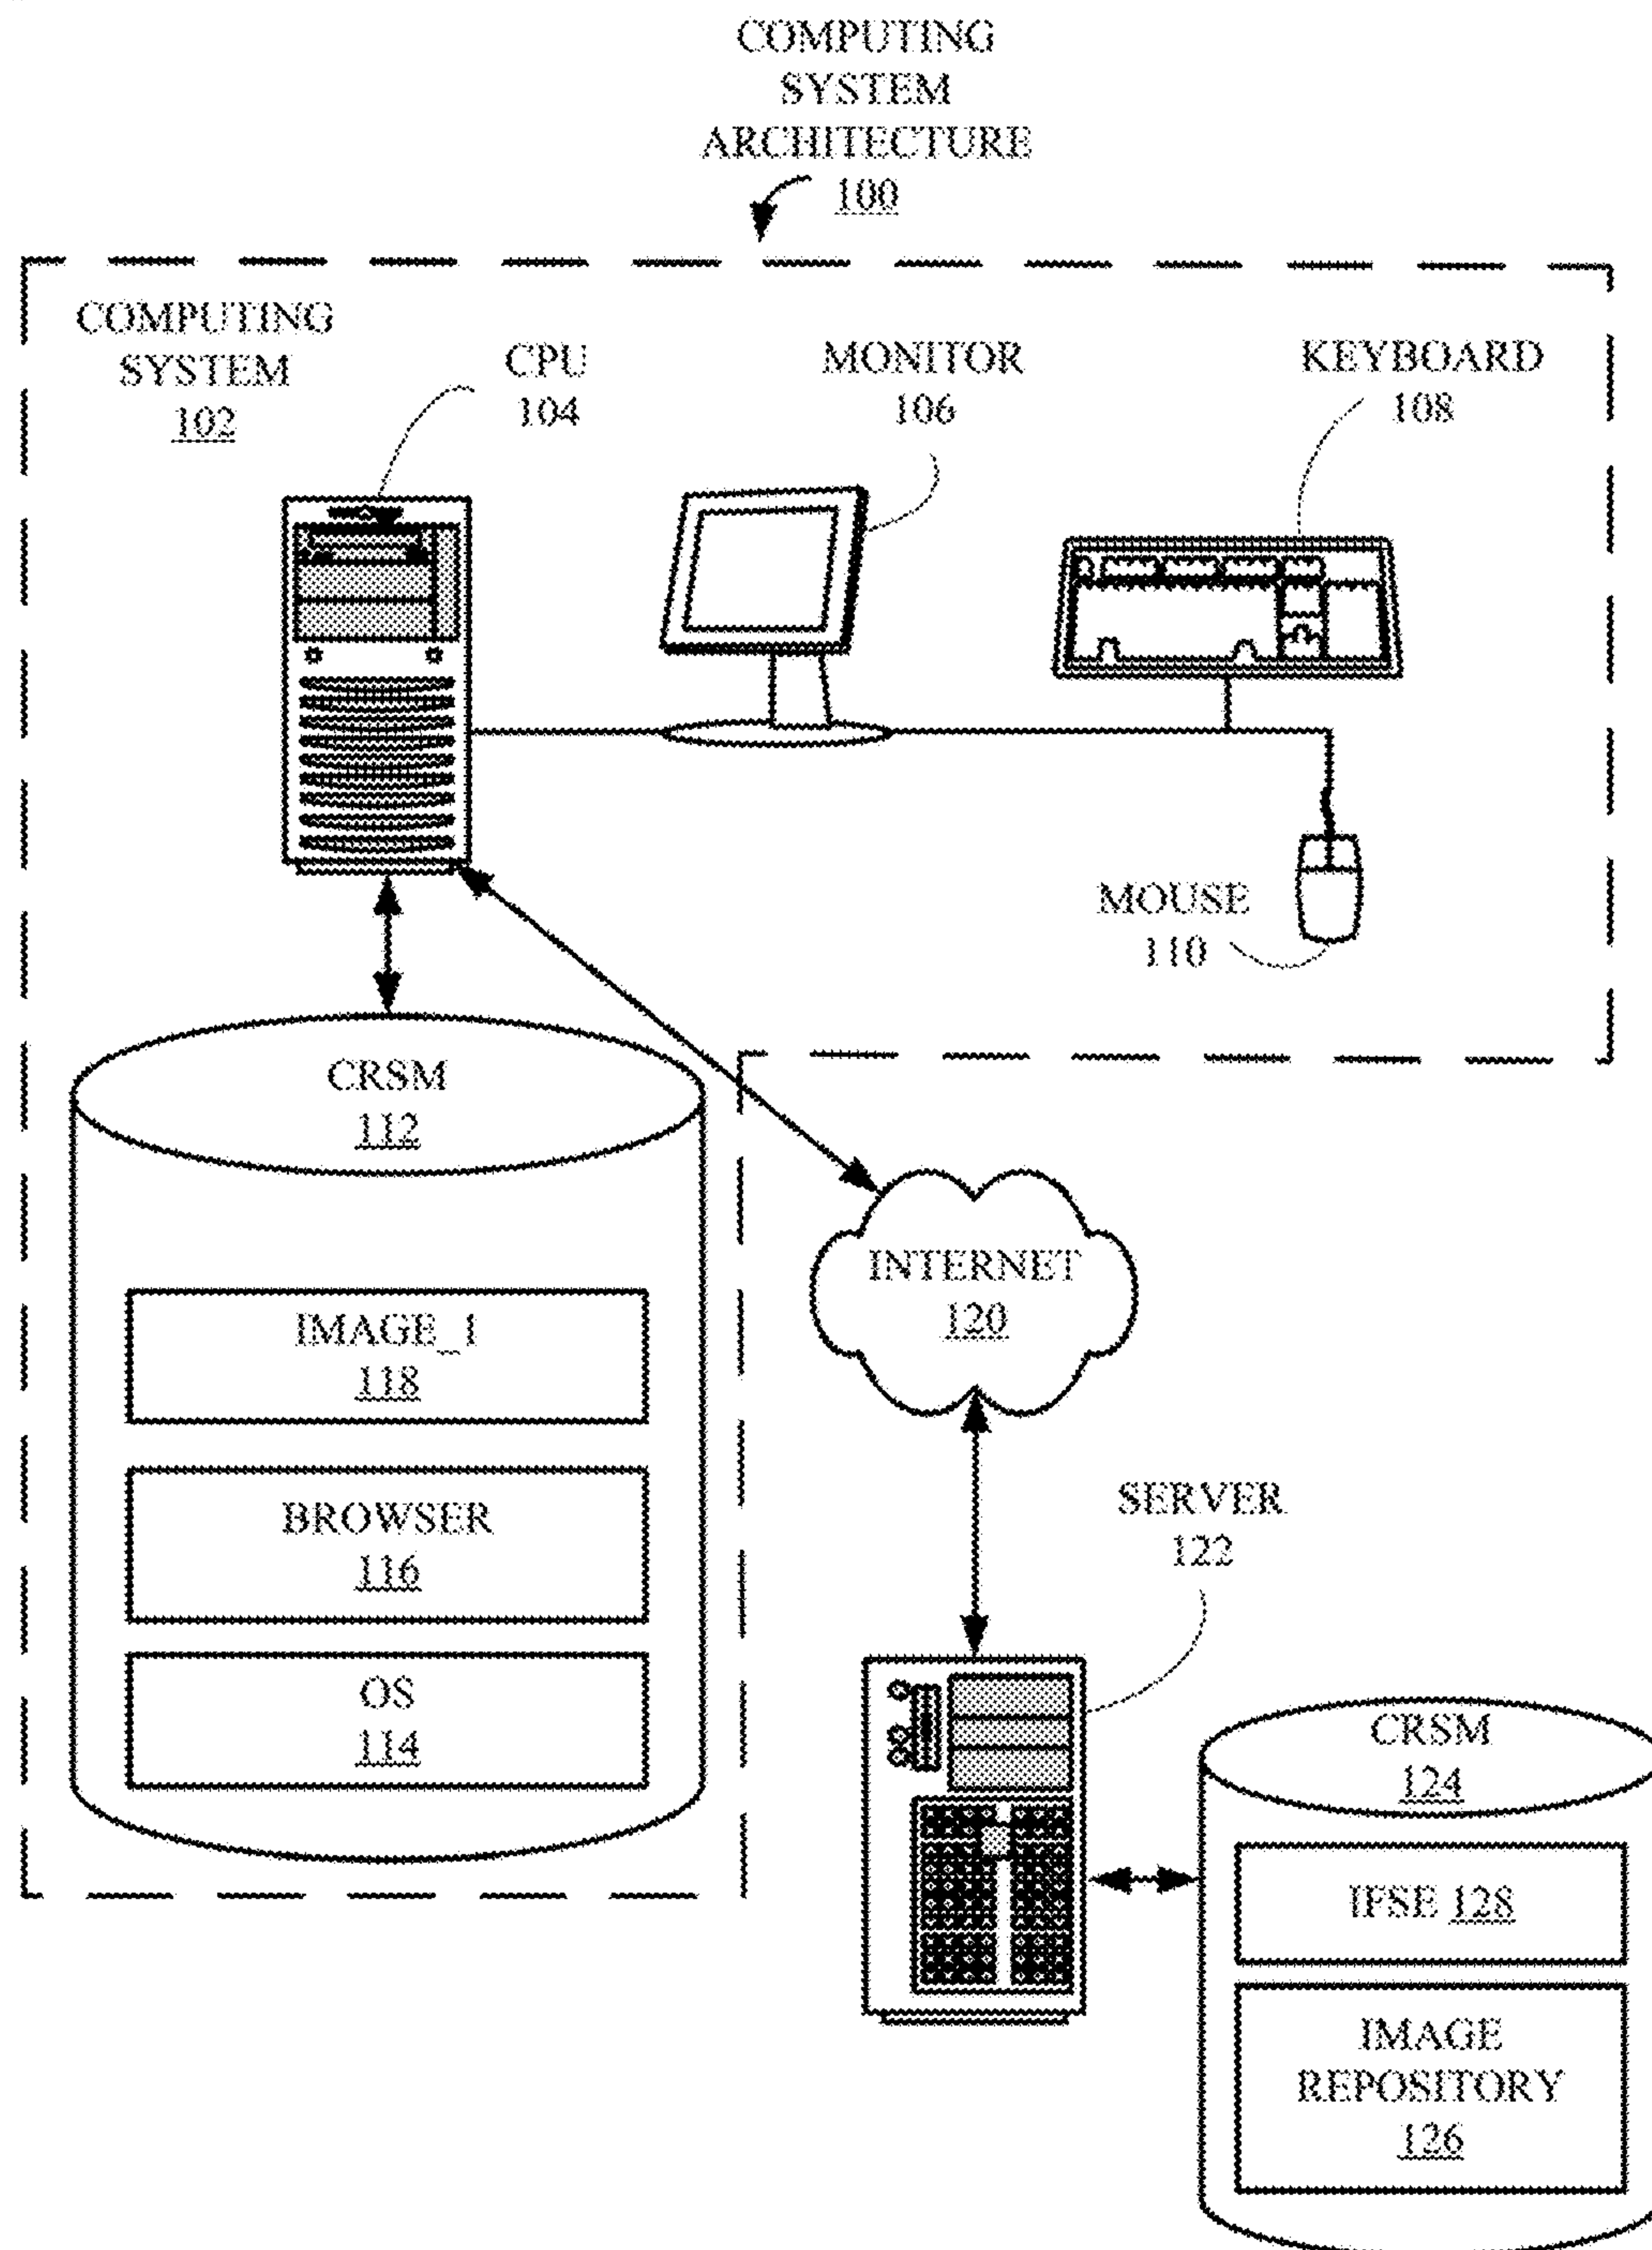 COMPUTING
SYSTEM
ARCHITECTURE
100
COMPUTING
SYSTEM
102
CPU
104
MONITOR
106
KEYBOARD
108
MOUSE
110
CRSM
112
IMAGE_1
118
BROWSER
116
OS
114
INTERNET
120
SERVER
122
CRSM
124
IFSE 128
IMAGE
REPOSITORY
126